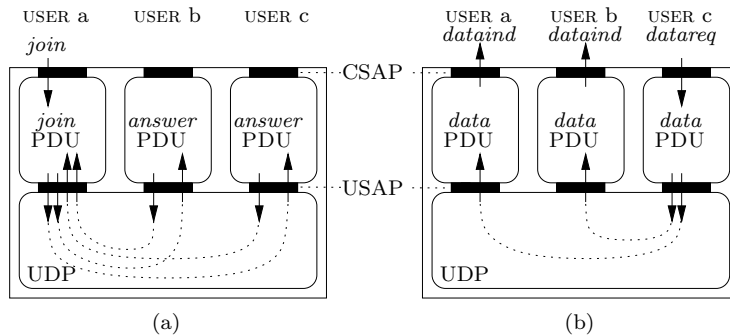 USER a USER b USER c USER a USER b USER c
join dataind dataind datareq
CSAP
join answer answer data data data
PDU PDU PDU PDU PDU PDU
USAP
UDP UDP
(a) (b)